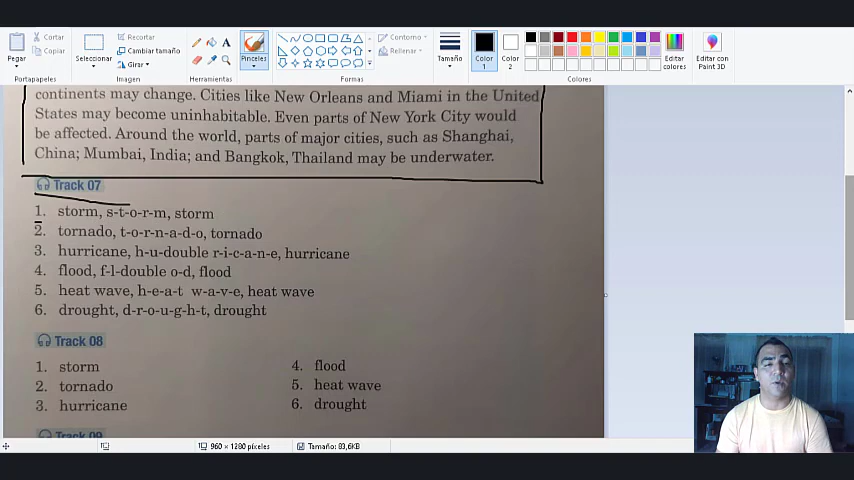 Cortar
Copiar
Pegar
Portapapeles
Seleccionar
Recortar
Cambiar tamaño
Girar
Imagen
Herramientas
Pinceles
Contorno
Rellenar
Formas
Tamaño
Color 1
Color 2
Editar colores
Editar con Paint 3D
Colores
continents may change. Cities like New Orleans and Miami in the United
States may become uninhabitable. Even parts of New York City would
be affected. Around the world, parts of major cities, such as Shanghai,
China; Mumbai, India; and Bangkok, Thailand may be underwater.
Track 07
1. storm, s-t-o-r-m, storm
2. tornado, t-o-r-n-a-d-o, tornado
3. hurricane, h-u-double r-i-c-a-n-e, hurricane
4. flood, f-l-double o-d, flood
5. heat wave, h-e-a-t w-a-v-e, heat wave
6. drought, d-r-o-u-g-h-t, drought
Track 08
1. storm
2. tornado
3. hurricane
4. flood
5. heat wave
6. drought
Track 09
960 × 1280 píxeles
Tamaño: 83,6KB